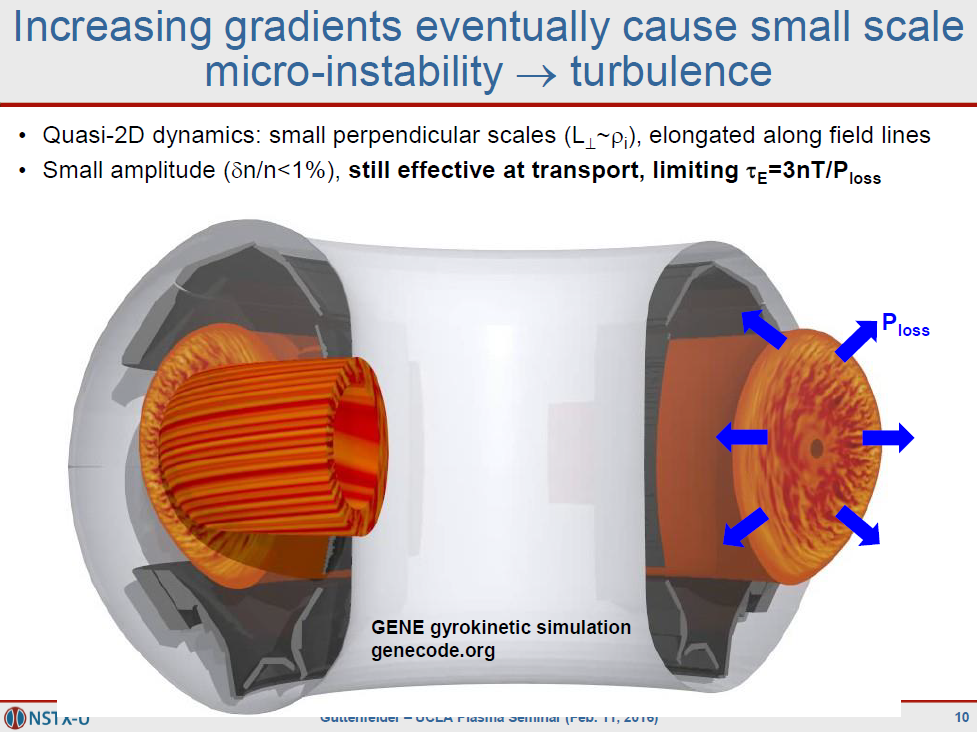 Increasing gradients eventually cause small scale
micro-instability → turbulence
• Quasi-2D dynamics: small perpendicular scales (L⊥~ρi), elongated along field lines
• Small amplitude (δn/n<1%), still effective at transport, limiting τE=3nT/Ploss
Ploss
GENE gyrokinetic simulation
genecode.org
NSTX-U
Guttenfelder – UCLA Plasma Seminar (Feb. 11, 2016)
10